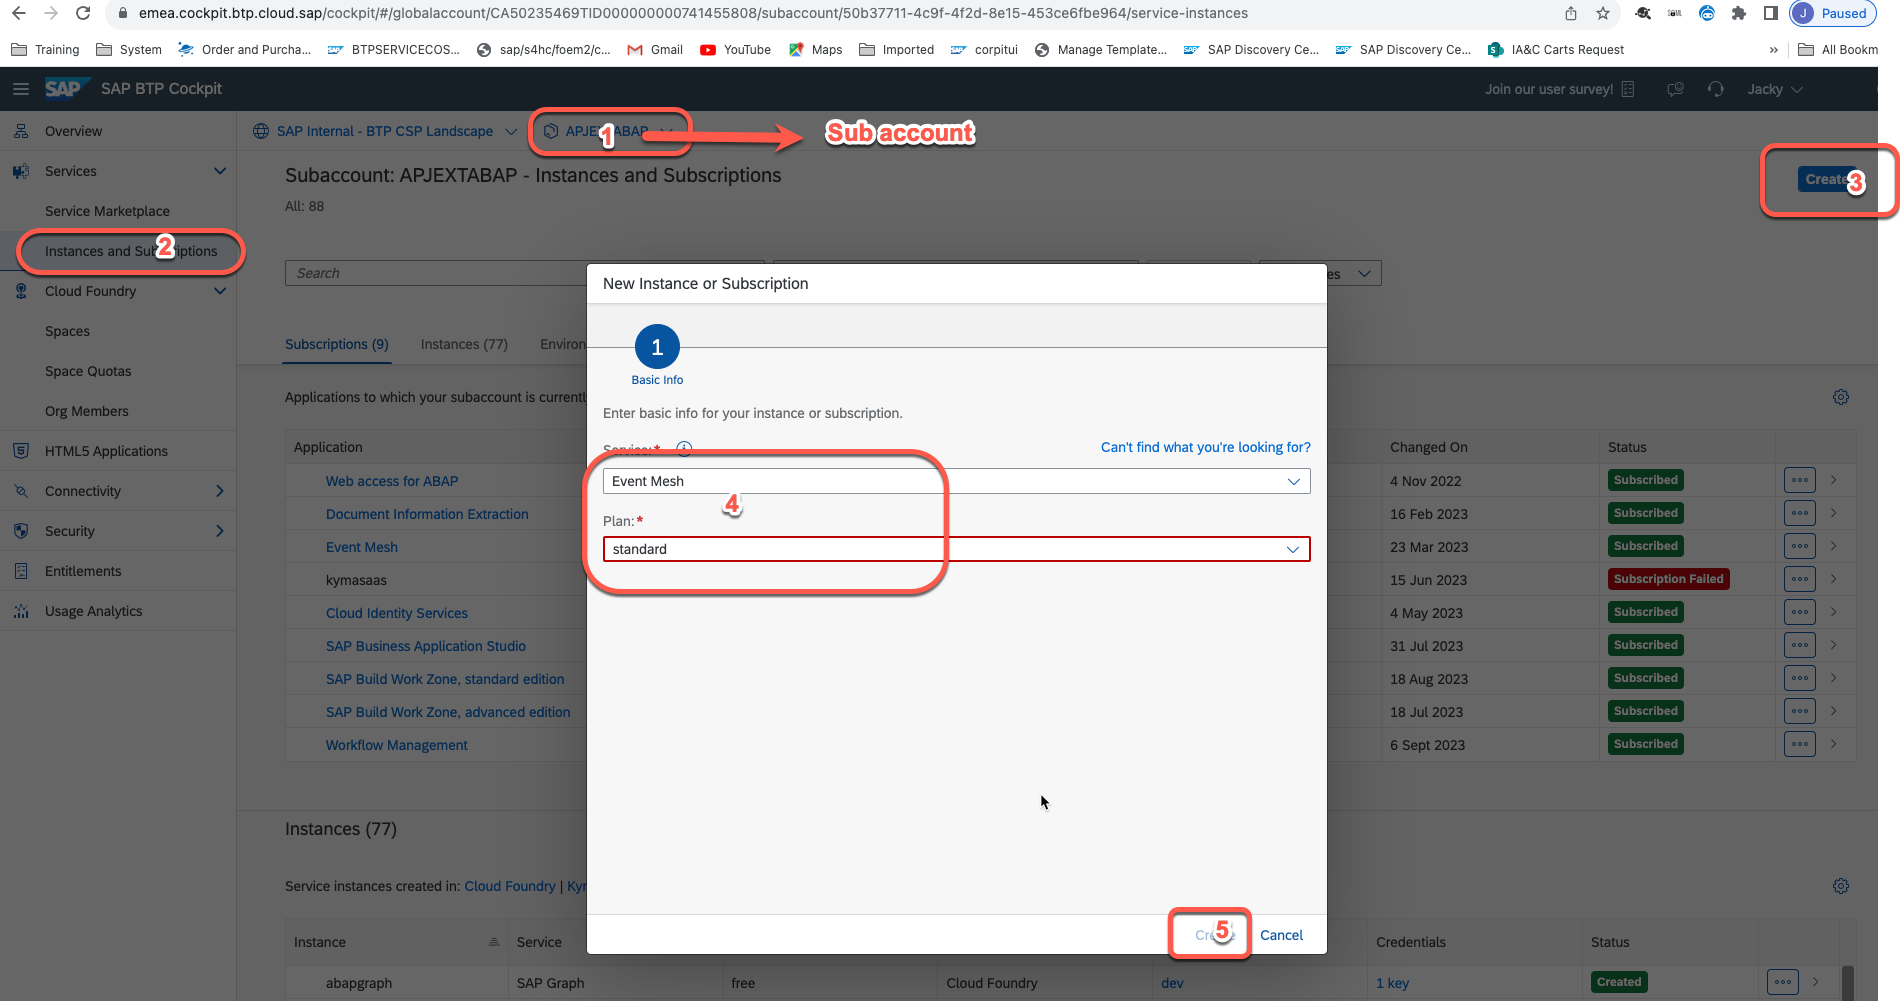 emea.cockpit.btp.cloud.sap/cockpit/#/globalaccount/CA50235469TID000000000741455808/subaccount/50b37711-4c9f-4f2d-8e15-453ce6fbe964/service-instances
J Paused
Training System Order and Purcha... BTPSERVICECOS... sap/s4hc/foem2/c... Gmail YouTube Maps Imported corpitui Manage Template... SAP Discovery Ce... SAP Discovery Ce... IA&C Carts Request » All Bookm
SAP SAP BTP Cockpit Join our user survey! Jacky
Overview
Services
Service Marketplace
Instances and Subscriptions
2
Cloud Foundry
Spaces
Space Quotas
Org Members
HTML5 Applications
Connectivity
Security
Entitlements
Usage Analytics
SAP Internal - BTP CSP Landscape APJEXTABAP
1
Sub account
Subaccount: APJEXTABAP - Instances and Subscriptions
Create
3
All: 88
Search
es
Subscriptions (9) Instances (77) Environ
Applications to which your subaccount is currentl
Application Changed On Status
Web access for ABAP 4 Nov 2022 Subscribed
Document Information Extraction 16 Feb 2023 Subscribed
Event Mesh 23 Mar 2023 Subscribed
kymasaas 15 Jun 2023 Subscription Failed
Cloud Identity Services 4 May 2023 Subscribed
SAP Business Application Studio 31 Jul 2023 Subscribed
SAP Build Work Zone, standard edition 18 Aug 2023 Subscribed
SAP Build Work Zone, advanced edition 18 Jul 2023 Subscribed
Workflow Management 6 Sept 2023 Subscribed
Instances (77)
Service instances created in: Cloud Foundry | Kyr
Instance Service Credentials Status
abapgraph SAP Graph free Cloud Foundry dev 1 key Created
New Instance or Subscription
1
Basic Info
Enter basic info for your instance or subscription.
Service:* Can't find what you're looking for?
Event Mesh
4
Plan:*
standard
Create Cancel
5